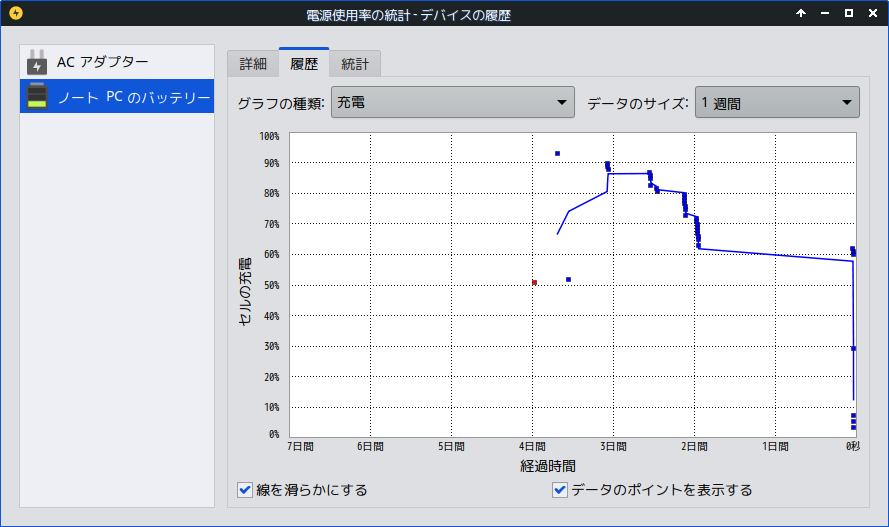 電源使用率の統計 - デバイスの履歴
AC アダプター
ノート PC のバッテリー
詳細 履歴 統計
グラフの種類: 充電 データのサイズ: 1 週間
100%
90%
80%
70%
60%
50%
40%
30%
20%
10%
0%
セルの充電
7日間 6日間 5日間 4日間 3日間 2日間 1日間 0秒
経過時間
線を滑らかにする データのポイントを表示する